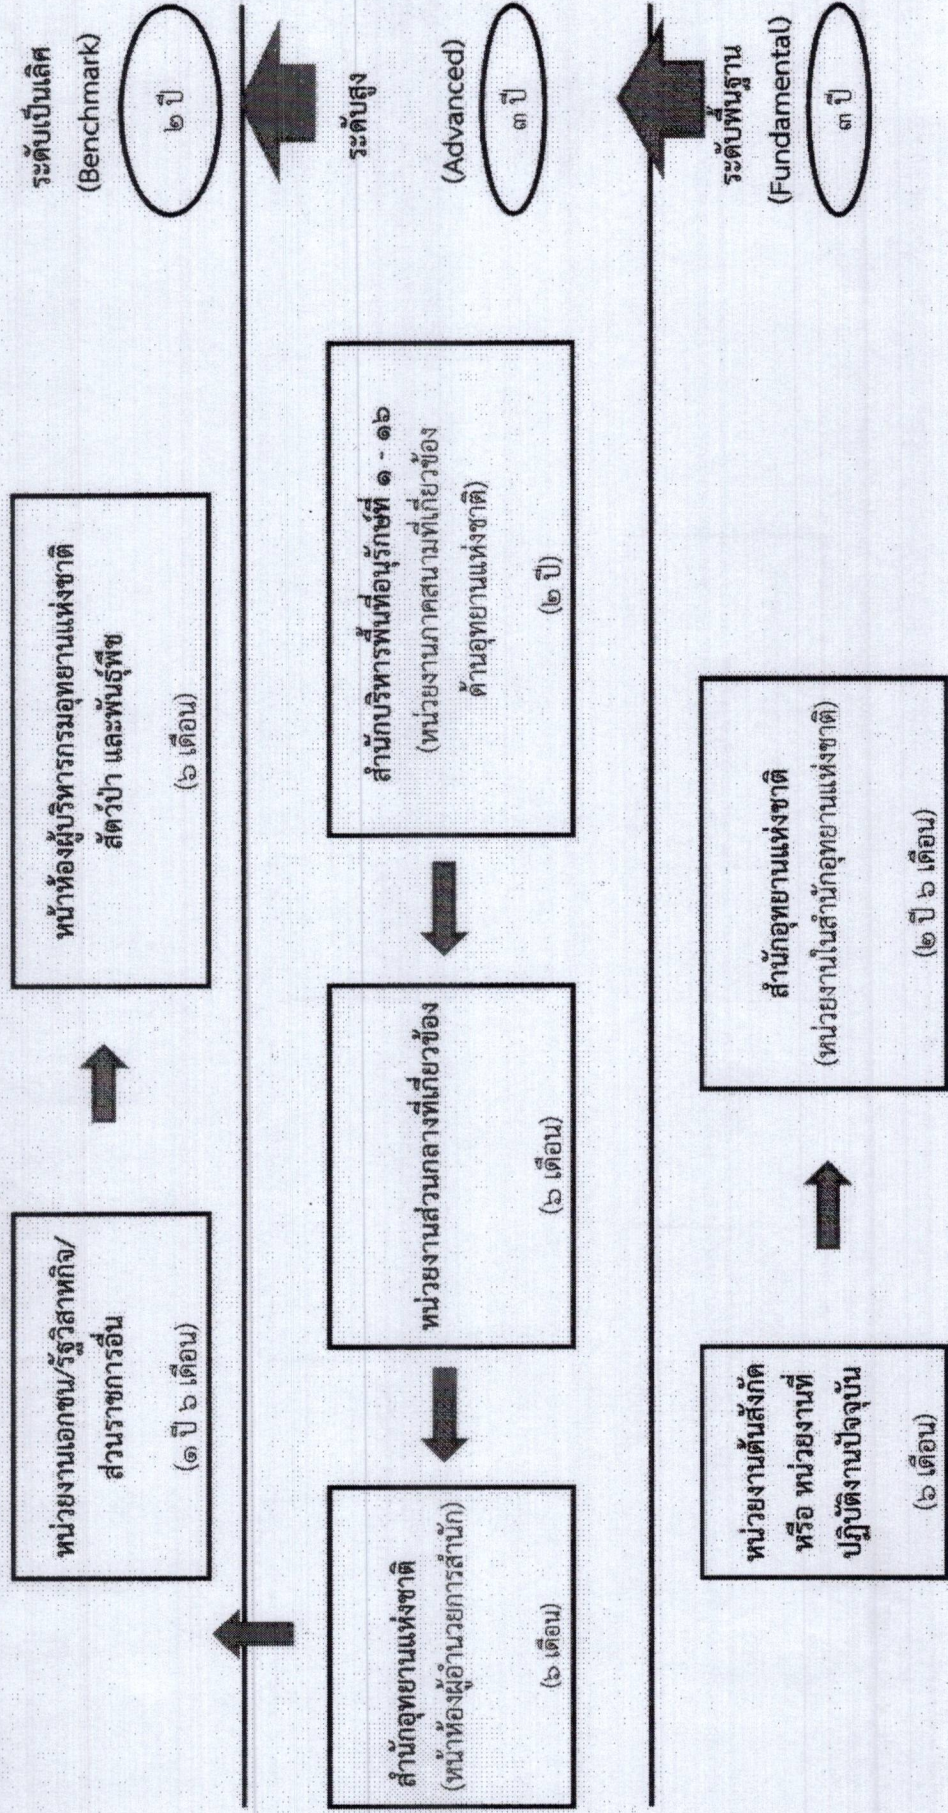 หน่วยงานเอกชน/รัฐวิสาหกิจ/
ส่วนราชการอื่น
(๑ ปี ๖ เดือน)
หน้าห้องผู้บริหารกรมอุทยานแห่งชาติ
สัตว์ป่า และพันธุ์พืช
(๖ เดือน)
ระดับเป็นเลิศ
(Benchmark)
๒ ปี
สำนักอุทยานแห่งชาติ
(หน้าห้องผู้อำนวยการสำนัก)
(๖ เดือน)
หน่วยงานส่วนกลางที่เกี่ยวข้อง
(๖ เดือน)
สำนักบริหารพื้นที่อนุรักษ์ที่ ๑ - ๑๖
(หน่วยงานภาคสนามที่เกี่ยวข้อง
ด้านอุทยานแห่งชาติ)
(๒ ปี)
ระดับสูง
(Advanced)
๓ ปี
หน่วยงานต้นสังกัด
หรือ หน่วยงานที่
ปฏิบัติงานปัจจุบัน
(๖ เดือน)
สำนักอุทยานแห่งชาติ
(หน่วยงานในสำนักอุทยานแห่งชาติ)
(๒ ปี ๖ เดือน)
ระดับพื้นฐาน
(Fundamental)
๓ ปี